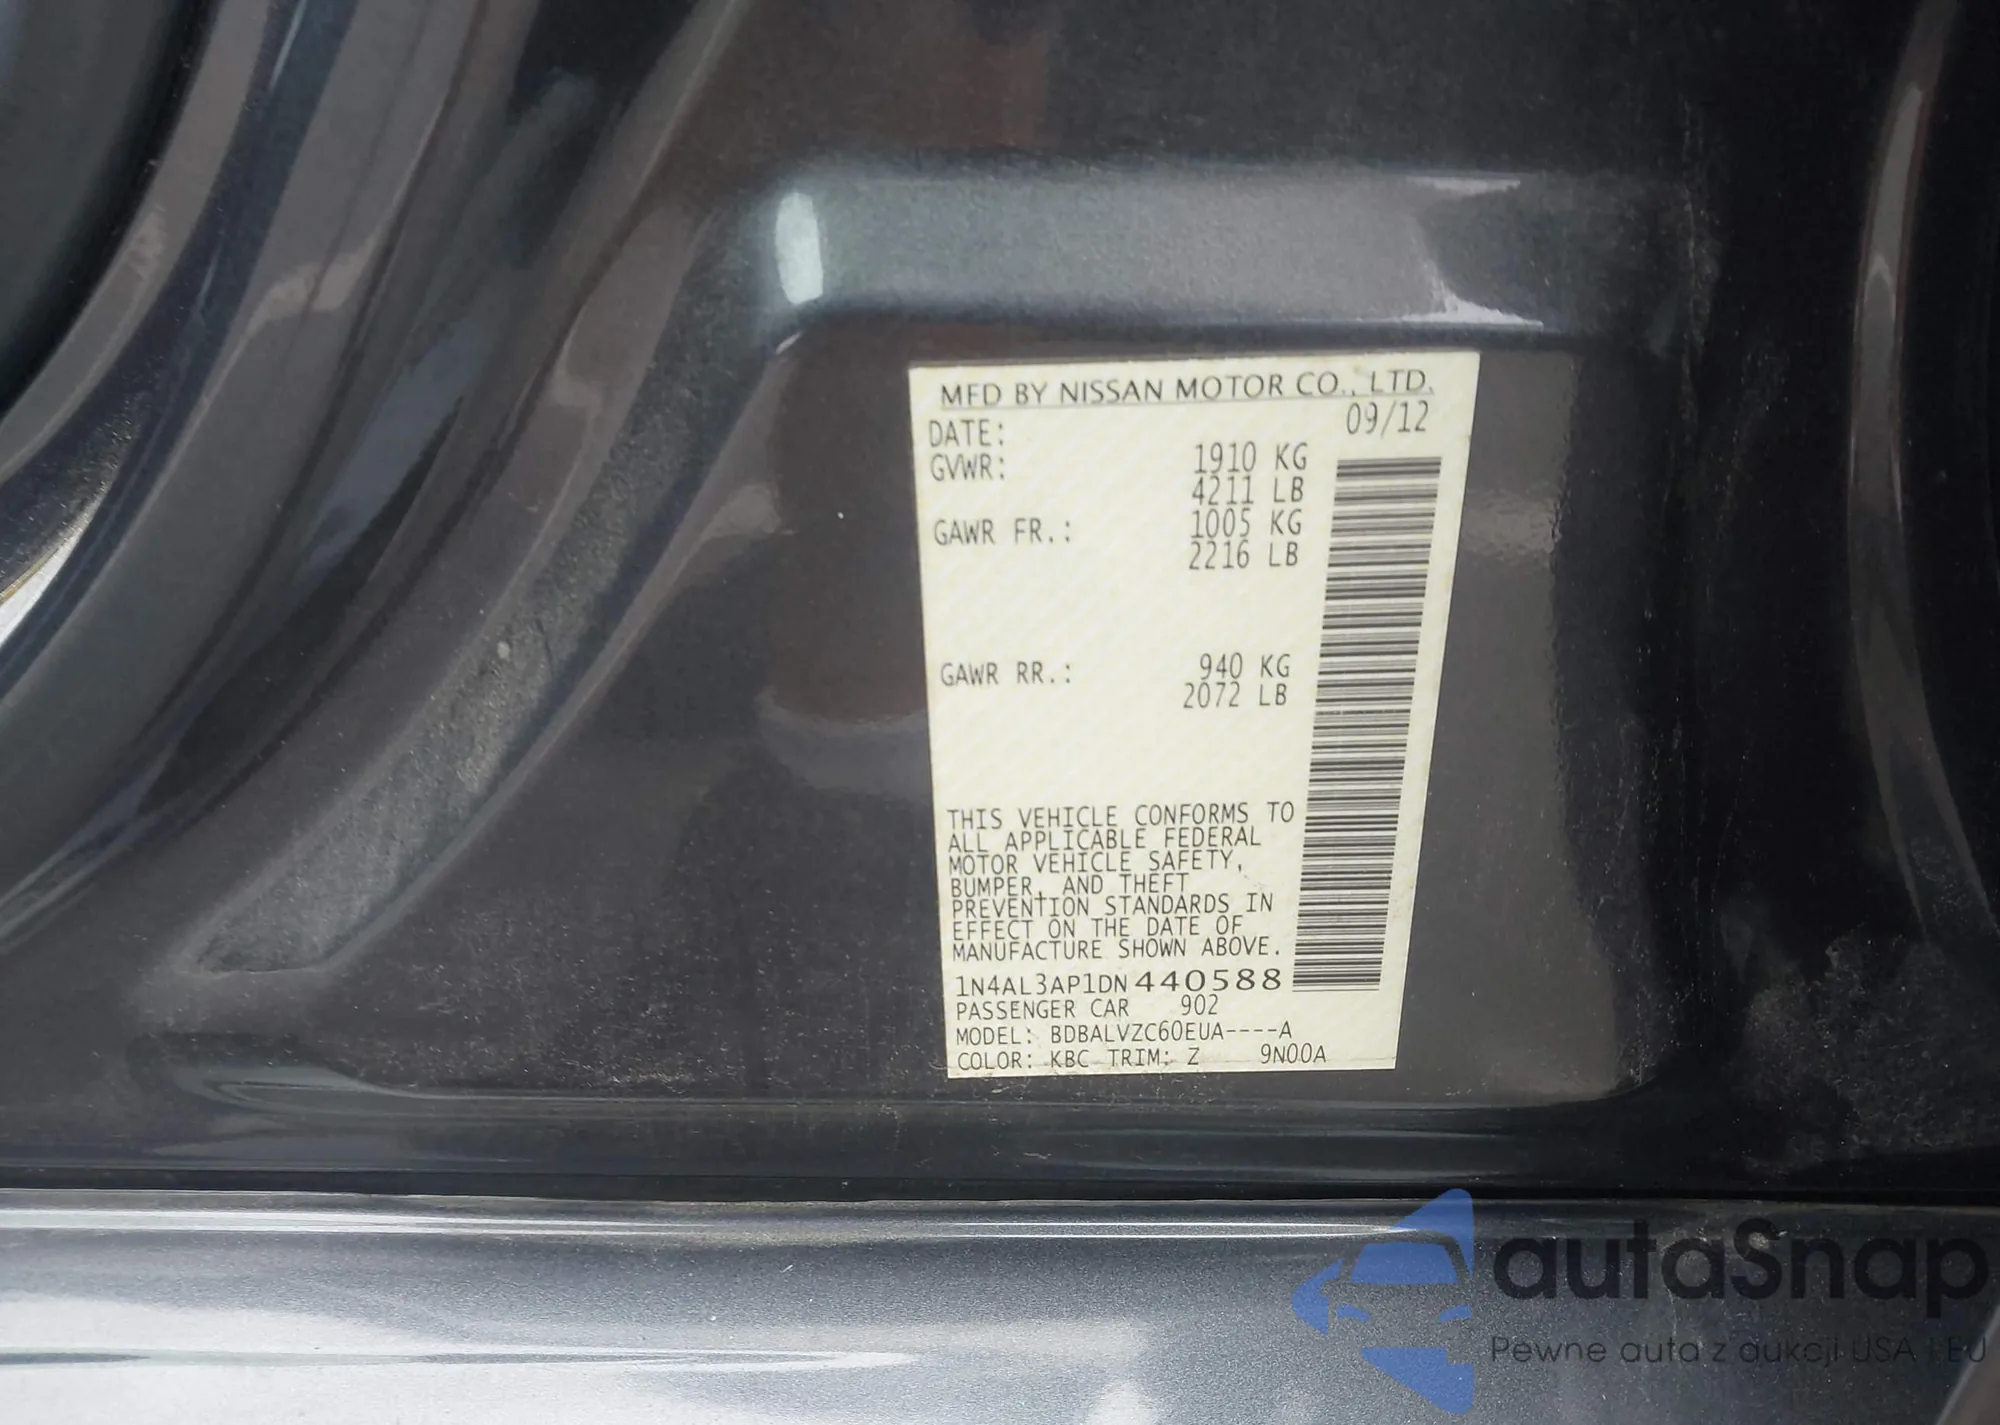 MFD BY NISSAN MOTOR CO., LTD.
DATE: 09/12
GVWR: 1910 KG
4211 LB
GAWR FR.: 1005 KG
2216 LB
GAWR RR.: 940 KG
2072 LB
THIS VEHICLE CONFORMS TO
ALL APPLICABLE FEDERAL
MOTOR VEHICLE SAFETY,
BUMPER, AND THEFT
PREVENTION STANDARDS IN
EFFECT ON THE DATE OF
MANUFACTURE SHOWN ABOVE.
1N4AL3AP1DN440588
PASSENGER CAR 902
MODEL: BDBALVZC60EUA----A
COLOR: KBC TRIM: Z 9N00A
autaSnap
Pewne auta z aukcji USA i EU